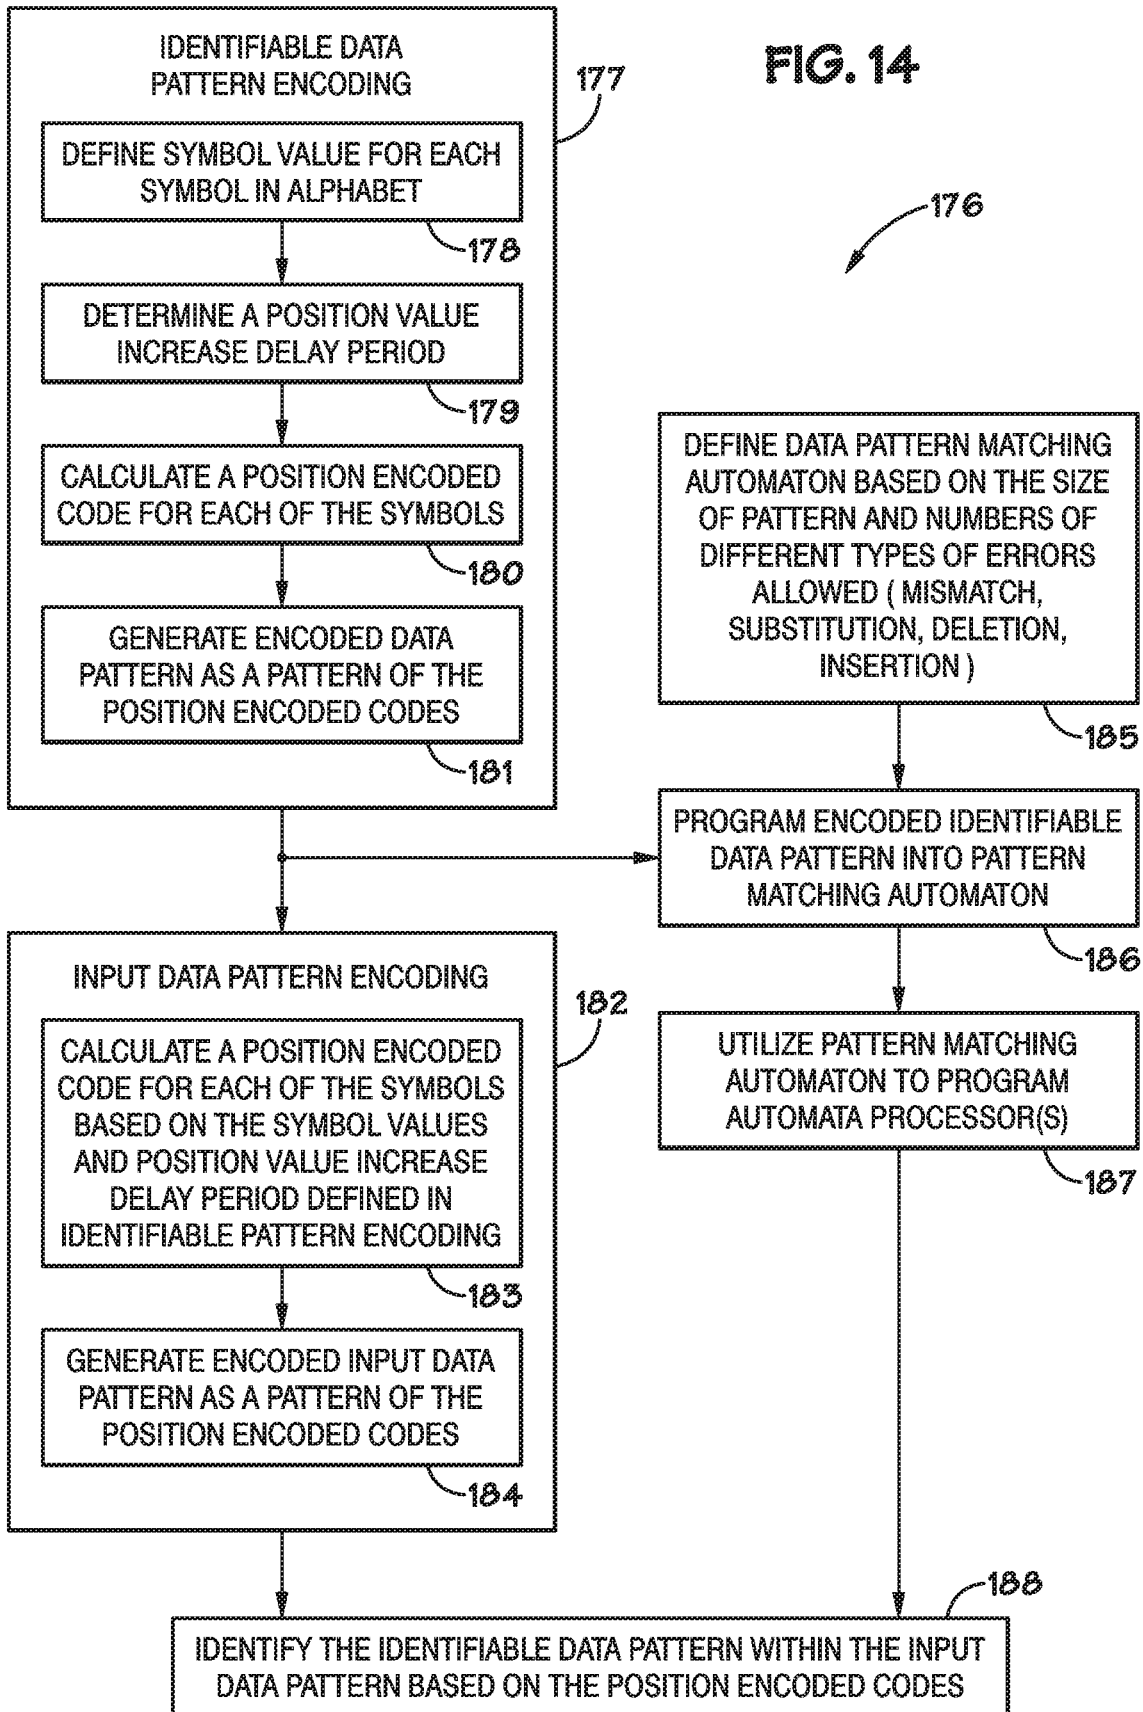 FIG. 14
176
IDENTIFIABLE DATA
PATTERN ENCODING
177
DEFINE SYMBOL VALUE FOR EACH
SYMBOL IN ALPHABET
178
DETERMINE A POSITION VALUE
INCREASE DELAY PERIOD
179
CALCULATE A POSITION ENCODED
CODE FOR EACH OF THE SYMBOLS
180
GENERATE ENCODED DATA
PATTERN AS A PATTERN OF THE
POSITION ENCODED CODES
181
INPUT DATA PATTERN ENCODING
182
CALCULATE A POSITION ENCODED
CODE FOR EACH OF THE SYMBOLS
BASED ON THE SYMBOL VALUES
AND POSITION VALUE INCREASE
DELAY PERIOD DEFINED IN
IDENTIFIABLE PATTERN ENCODING
183
GENERATE ENCODED INPUT DATA
PATTERN AS A PATTERN OF THE
POSITION ENCODED CODES
184
DEFINE DATA PATTERN MATCHING
AUTOMATON BASED ON THE SIZE
OF PATTERN AND NUMBERS OF
DIFFERENT TYPES OF ERRORS
ALLOWED ( MISMATCH,
SUBSTITUTION, DELETION,
INSERTION )
185
PROGRAM ENCODED IDENTIFIABLE
DATA PATTERN INTO PATTERN
MATCHING AUTOMATON
186
UTILIZE PATTERN MATCHING
AUTOMATON TO PROGRAM
AUTOMATA PROCESSOR(S)
187
188
IDENTIFY THE IDENTIFIABLE DATA PATTERN WITHIN THE INPUT
DATA PATTERN BASED ON THE POSITION ENCODED CODES